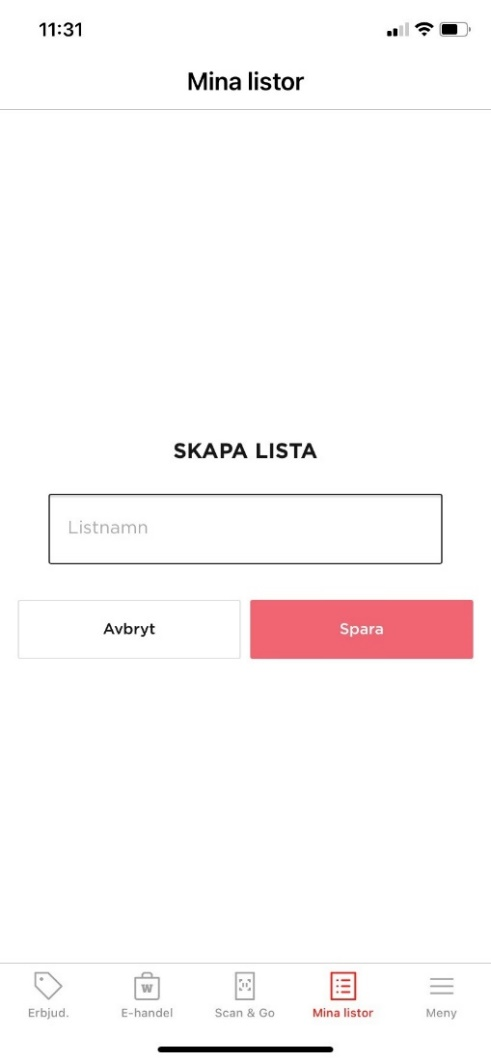 11:31
Mina listor
SKAPA LISTA
Listnamn
Avbryt Spara
W
Erbjud. E-handel Scan & Go Mina listor Meny